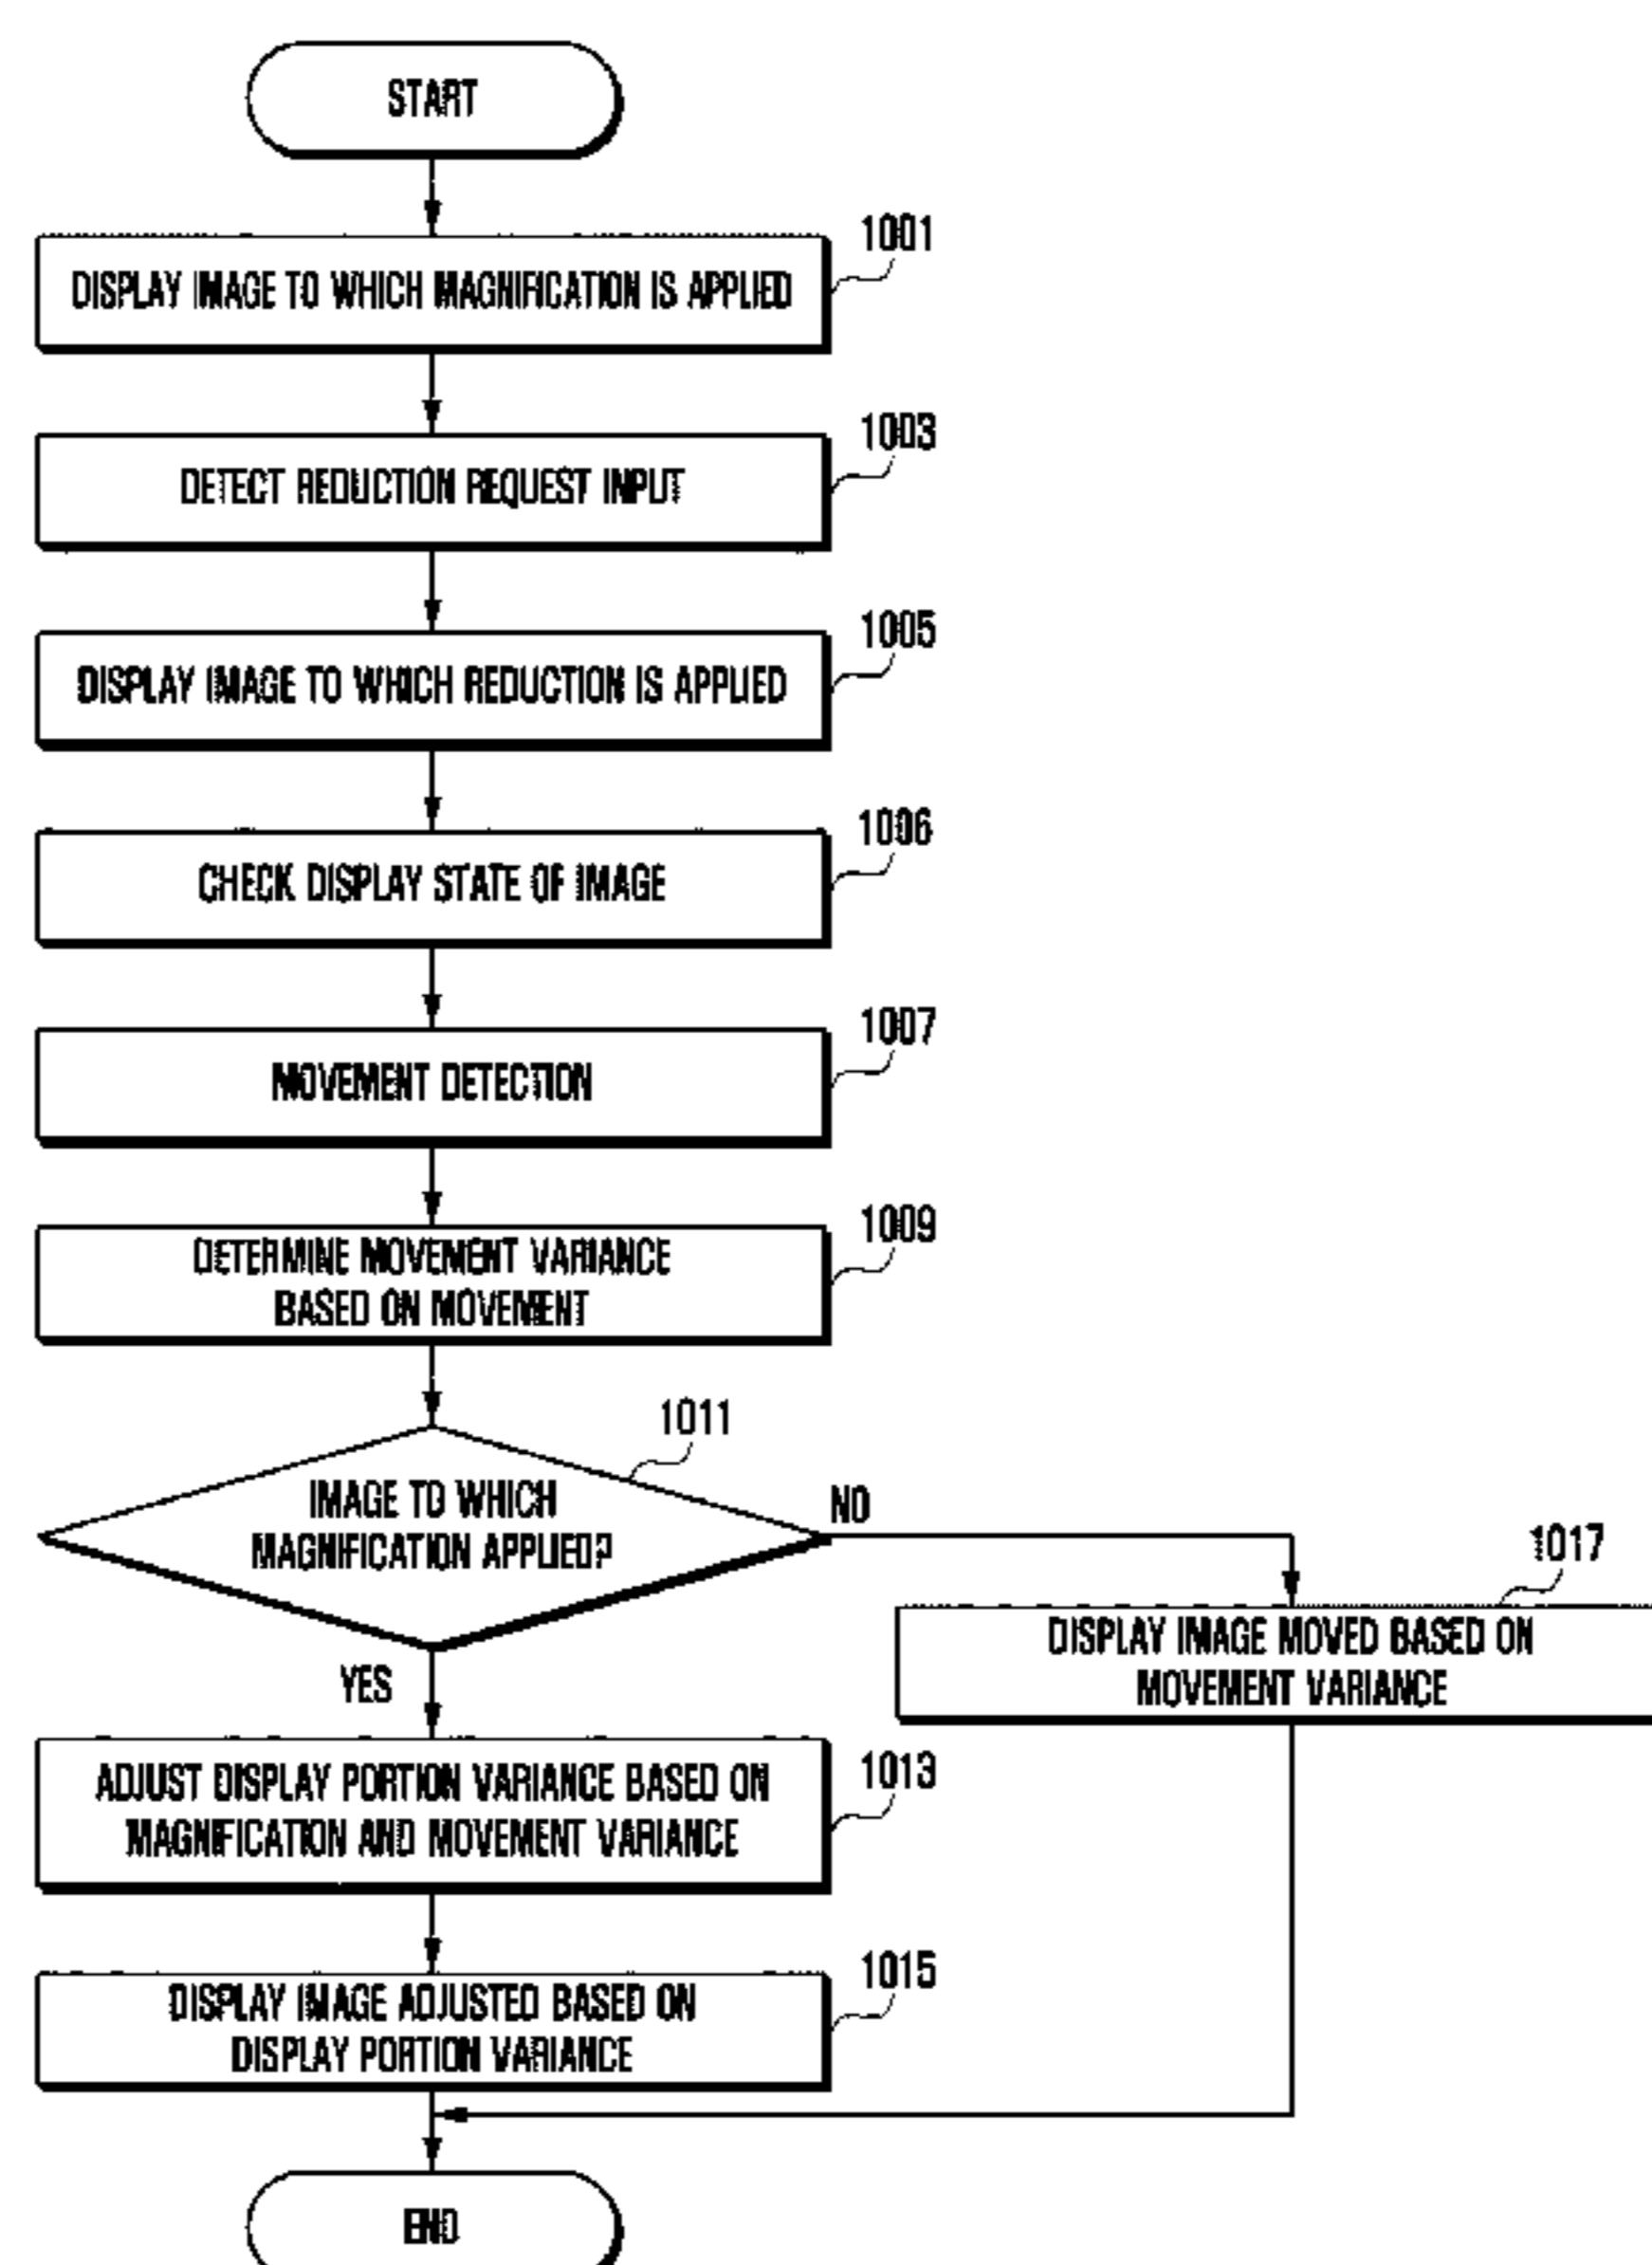 START
1001
DISPLAY IMAGE TO WHICH MAGNIFICATION IS APPLIED
1003
DETECT REDUCTION REQUEST INPUT
1005
DISPLAY IMAGE TO WHICH REDUCTION IS APPLIED
1006
CHECK DISPLAY STATE OF IMAGE
1007
MOVEMENT DETECTION
1009
DETERMINE MOVEMENT VARIANCE
BASED ON MOVEMENT
1011
IMAGE TO WHICH
MAGNIFICATION APPLIED?
NO
1017
DISPLAY IMAGE MOVED BASED ON
MOVEMENT VARIANCE
YES
1013
ADJUST DISPLAY PORTION VARIANCE BASED ON
MAGNIFICATION AND MOVEMENT VARIANCE
1015
DISPLAY IMAGE ADJUSTED BASED ON
DISPLAY PORTION VARIANCE
END